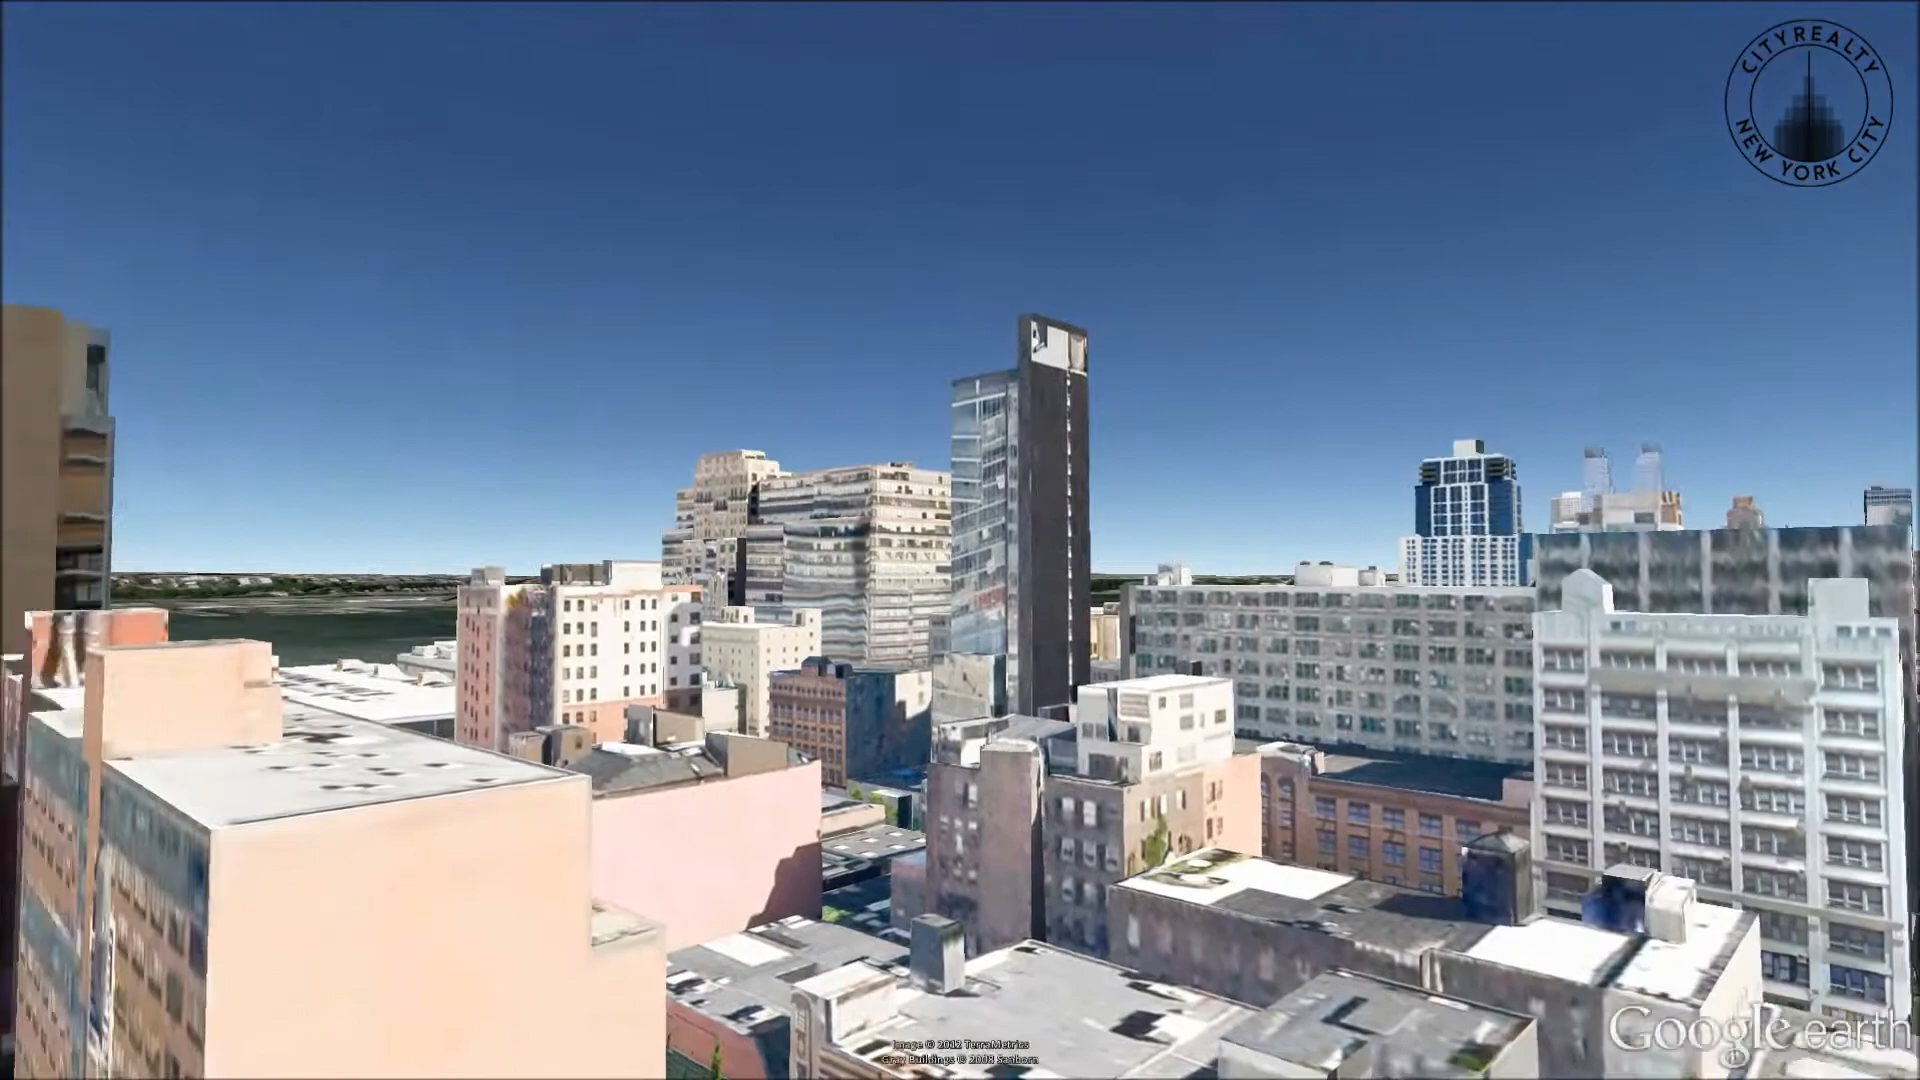 CITYREALTY
NEW YORK CITY
Image © 2012 TerraMetrics
Gray Buildings © 2008 Sanborn
Google earth